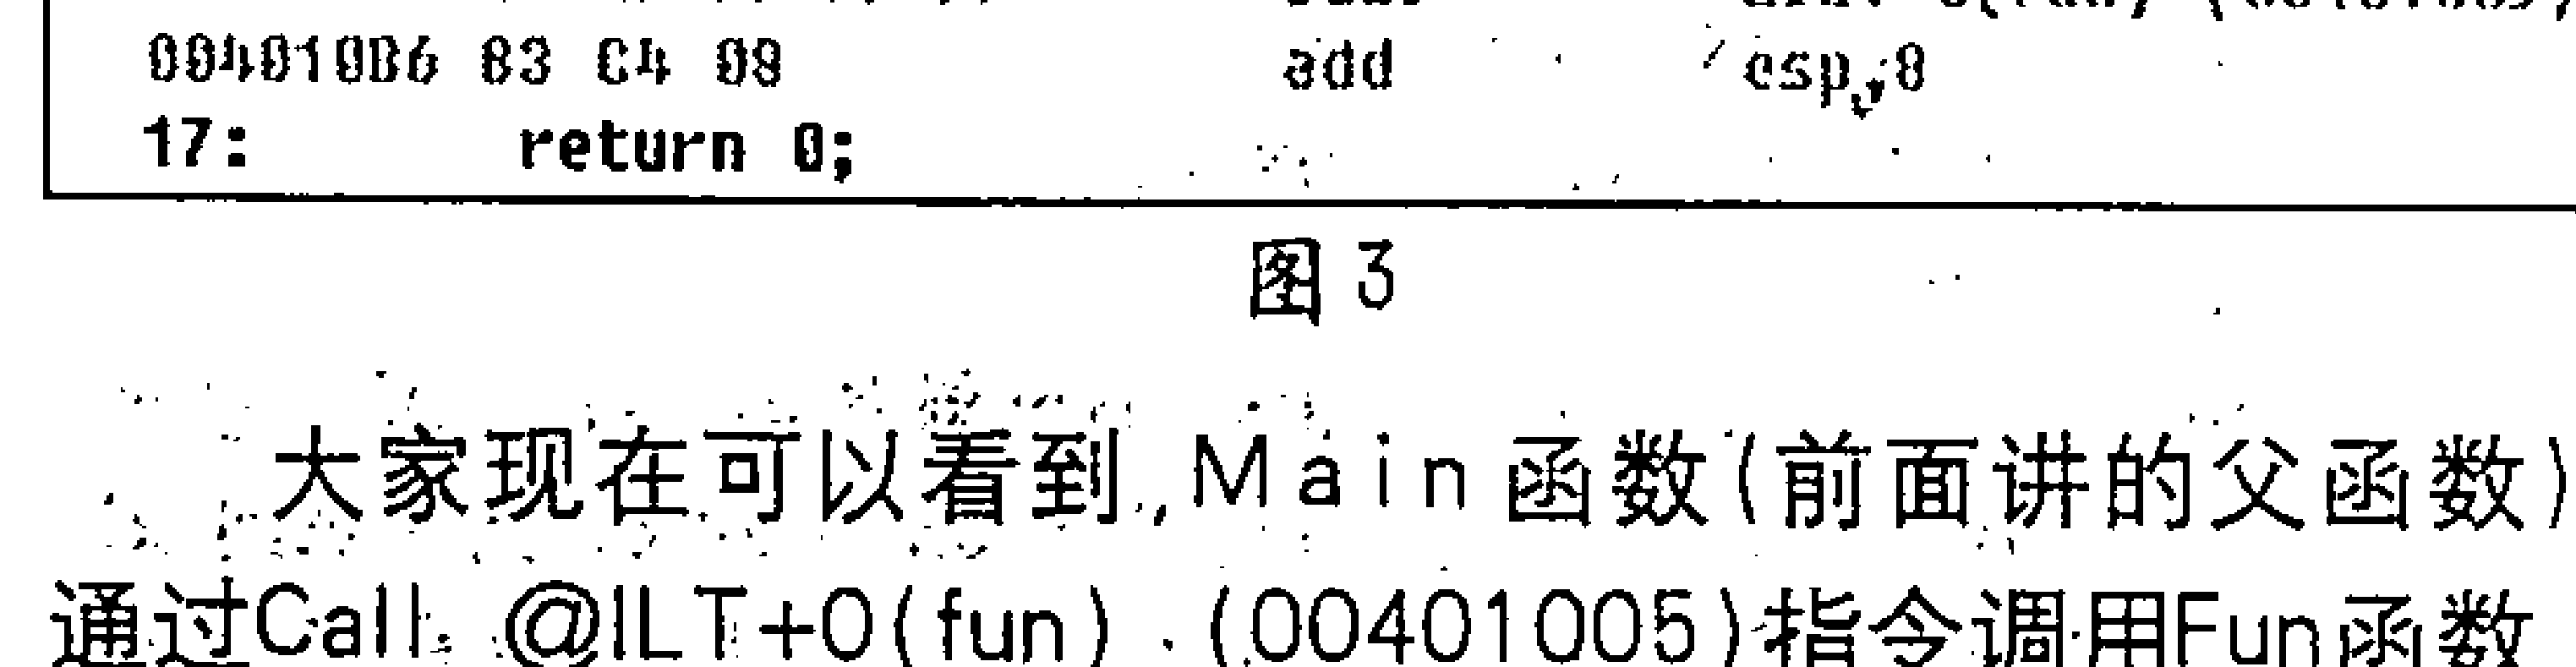 004010B6 83 C4 08 add esp,8
17: return 0;
图 3
大家现在可以看到,Main函数(前面讲的父函数)
通过Call @ILT+0(fun) (00401005)指令调用Fun函数